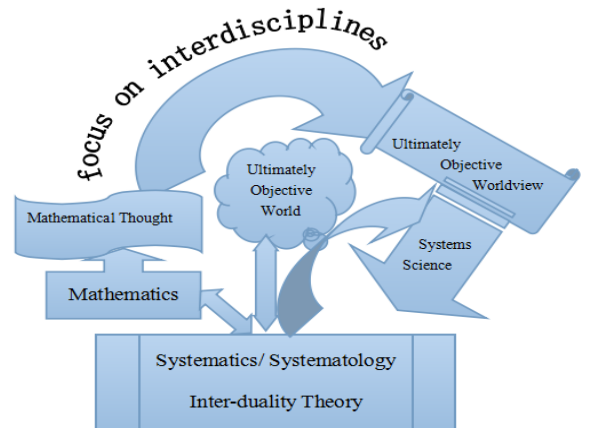 focus on interdisciplines
Ultimately
Objective
Worldview
Ultimately
Objective
World
Mathematical Thought
Systems
Science
Mathematics
Systematics/ Systematology
Inter-duality Theory